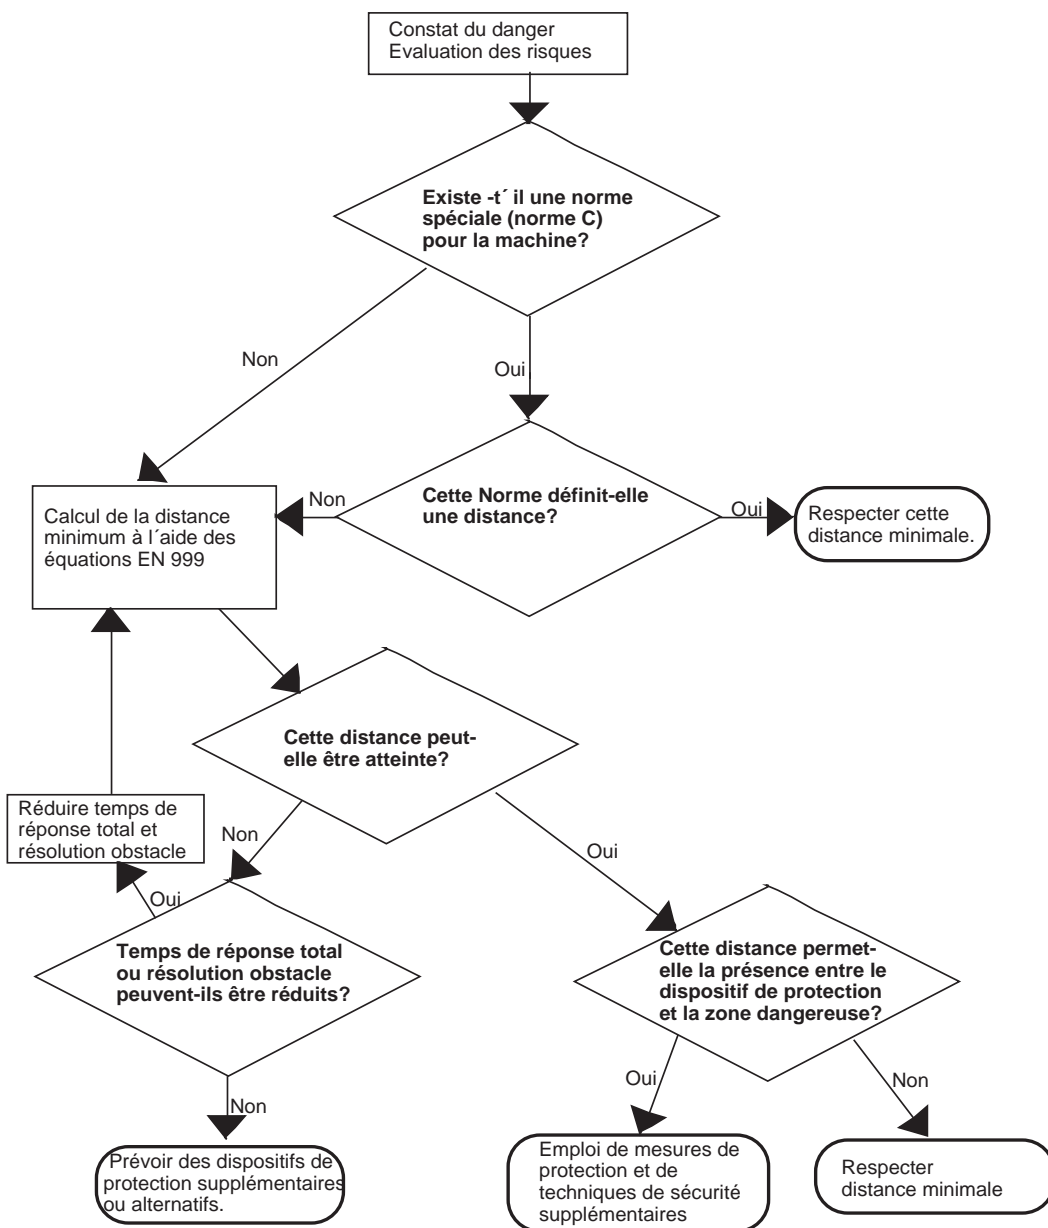 Constat du danger
Evaluation des risques
Existe -t´ il une norme
spéciale (norme C)
pour la machine?
Non
Oui
Cette Norme définit-elle
une distance?
Non
Oui
Respecter cette
distance minimale.
Calcul de la distance
minimum à l´aide des
équations EN 999
Cette distance peut-
elle être atteinte?
Réduire temps de
réponse total et
résolution obstacle
Non
Oui
Oui
Temps de réponse total
ou résolution obstacle
peuvent-ils être réduits?
Cette distance permet-
elle la présence entre le
dispositif de protection
et la zone dangereuse?
Oui
Non
Non
Prévoir des dispositifs de
protection supplémentaires
ou alternatifs.
Emploi de mesures de
protection et de
techniques de sécurité
supplémentaires
Respecter
distance minimale